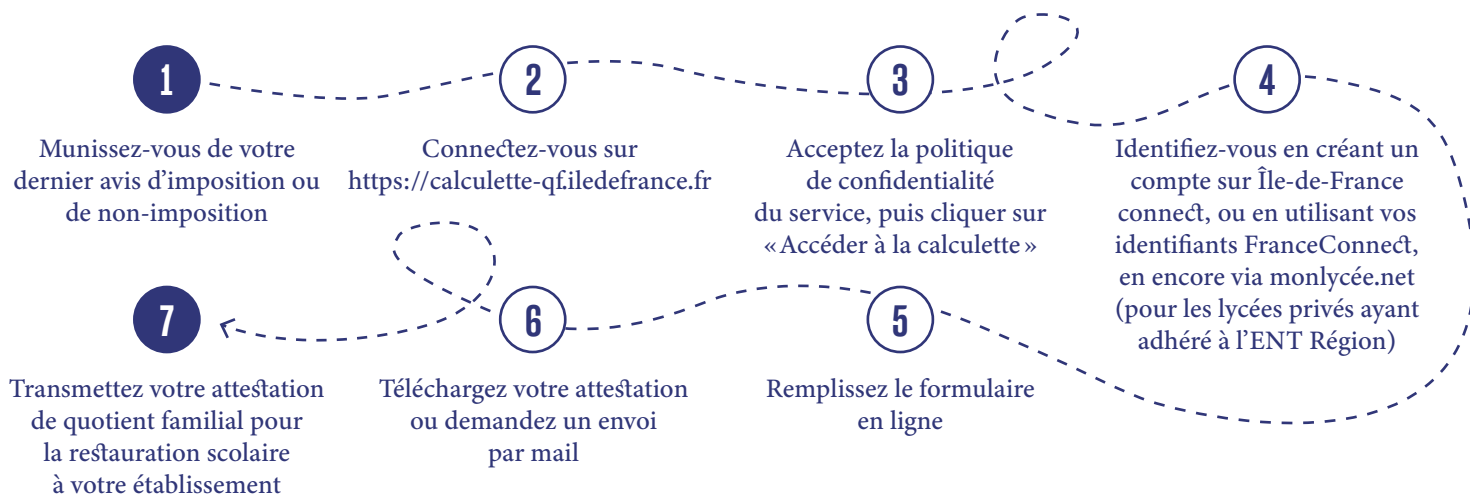 1
Munissez-vous de votre
dernier avis d'imposition ou
de non-imposition
2
Connectez-vous sur
https://calculette-qf.iledefrance.fr
3
Acceptez la politique
de confidentialité
du service, puis cliquer sur
« Accéder à la calculette »
4
Identifiez-vous en créant un
compte sur Île-de-France
connect, ou en utilisant vos
identifiants FranceConnect,
en encore via monlycée.net
(pour les lycées privés ayant
adhéré à l'ENT Région)
5
Remplissez le formulaire
en ligne
6
Téléchargez votre attestation
ou demandez un envoi
par mail
7
Transmettez votre attestation
de quotient familial pour
la restauration scolaire
à votre établissement